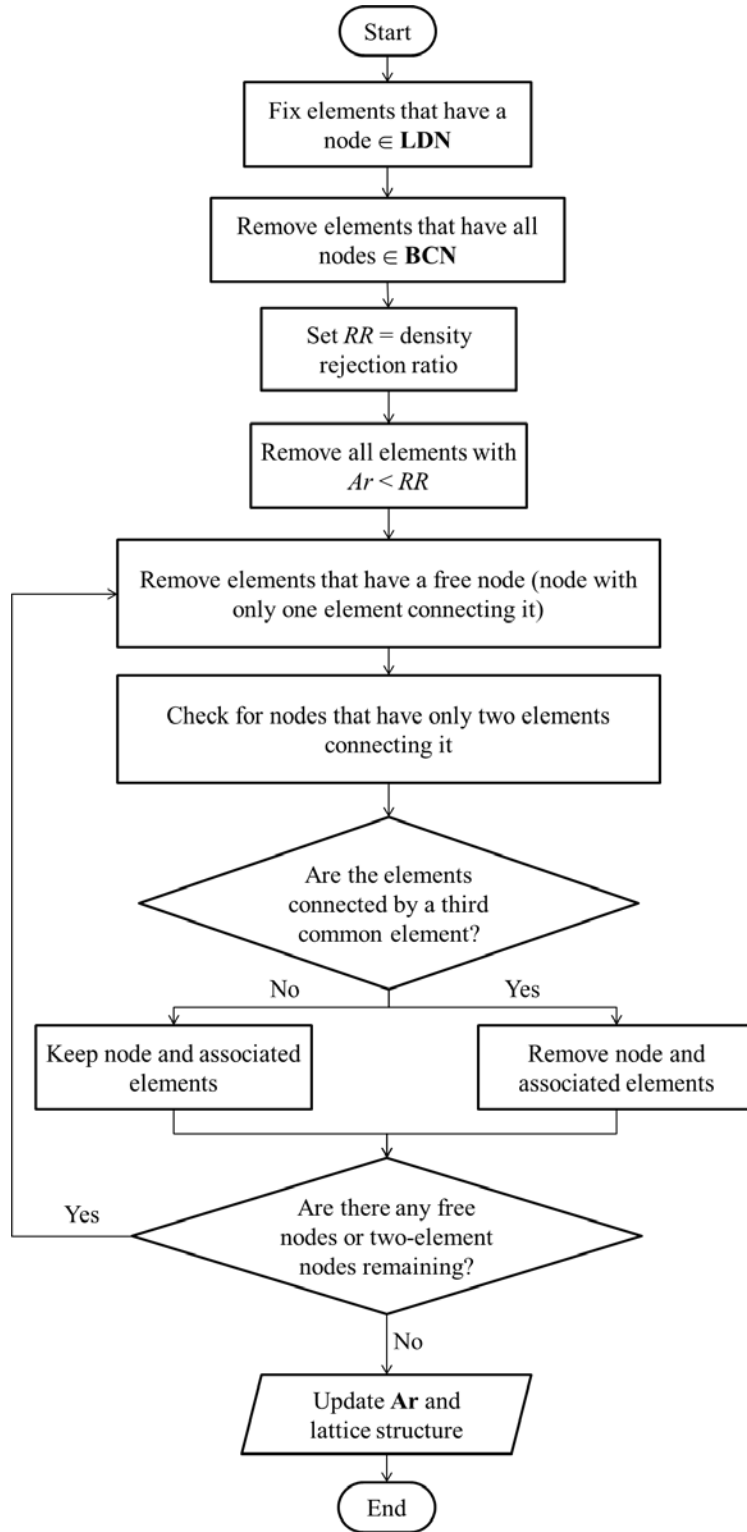 Start
Fix elements that have a
node ∈ LDN
Remove elements that have all
nodes ∈ BCN
Set RR = density
rejection ratio
Remove all elements with
Ar < RR
Remove elements that have a free node (node with
only one element connecting it)
Check for nodes that have only two elements
connecting it
Are the elements
connected by a third
common element?
No
Yes
Keep node and associated
elements
Remove node and
associated elements
Are there any free
nodes or two-element
nodes remaining?
Yes
No
Update Ar and
lattice structure
End